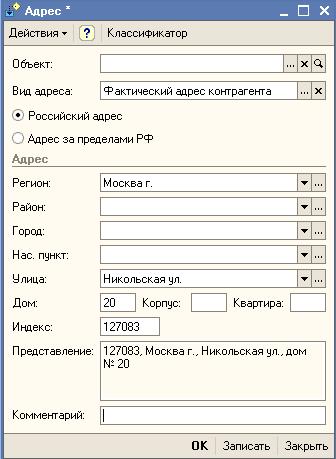 Адрес *
Действия ? Классификатор
Объект: ... x
Вид адреса: Фактический адрес контрагента ... x
Российский адрес
Адрес за пределами РФ
Адрес
Регион: Москва г. ...
Район: ...
Город: ...
Нас. пункт: ...
Улица: Никольская ул. ...
Дом: 20 Корпус: Квартира:
Индекс: 127083
Представление: 127083, Москва г., Никольская ул., дом
№ 20
Комментарий:
OK Записать Закрыть